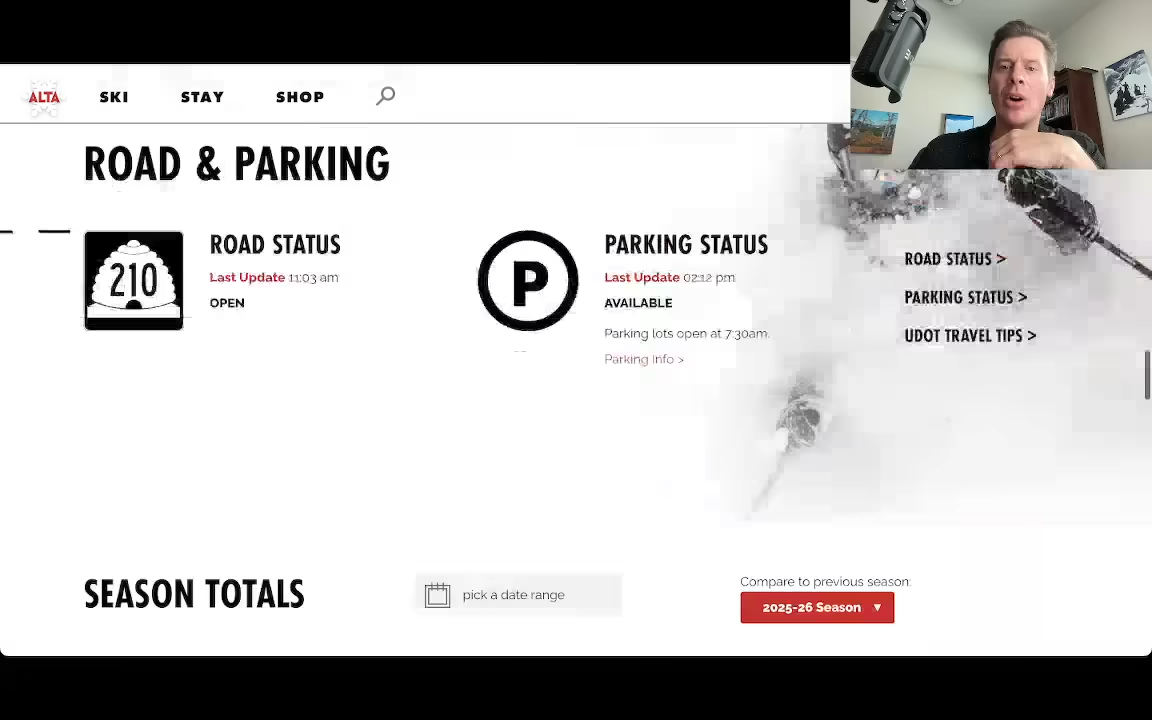 ALTA
SKI
STAY
SHOP
ROAD & PARKING
210
ROAD STATUS
Last Update 11:03 am
OPEN
P
PARKING STATUS
Last Update 02:12 pm
AVAILABLE
Parking lots open at 7:30am.
Parking Info >
ROAD STATUS >
PARKING STATUS >
UDOT TRAVEL TIPS >
SEASON TOTALS
pick a date range
Compare to previous season:
2025-26 Season ▼